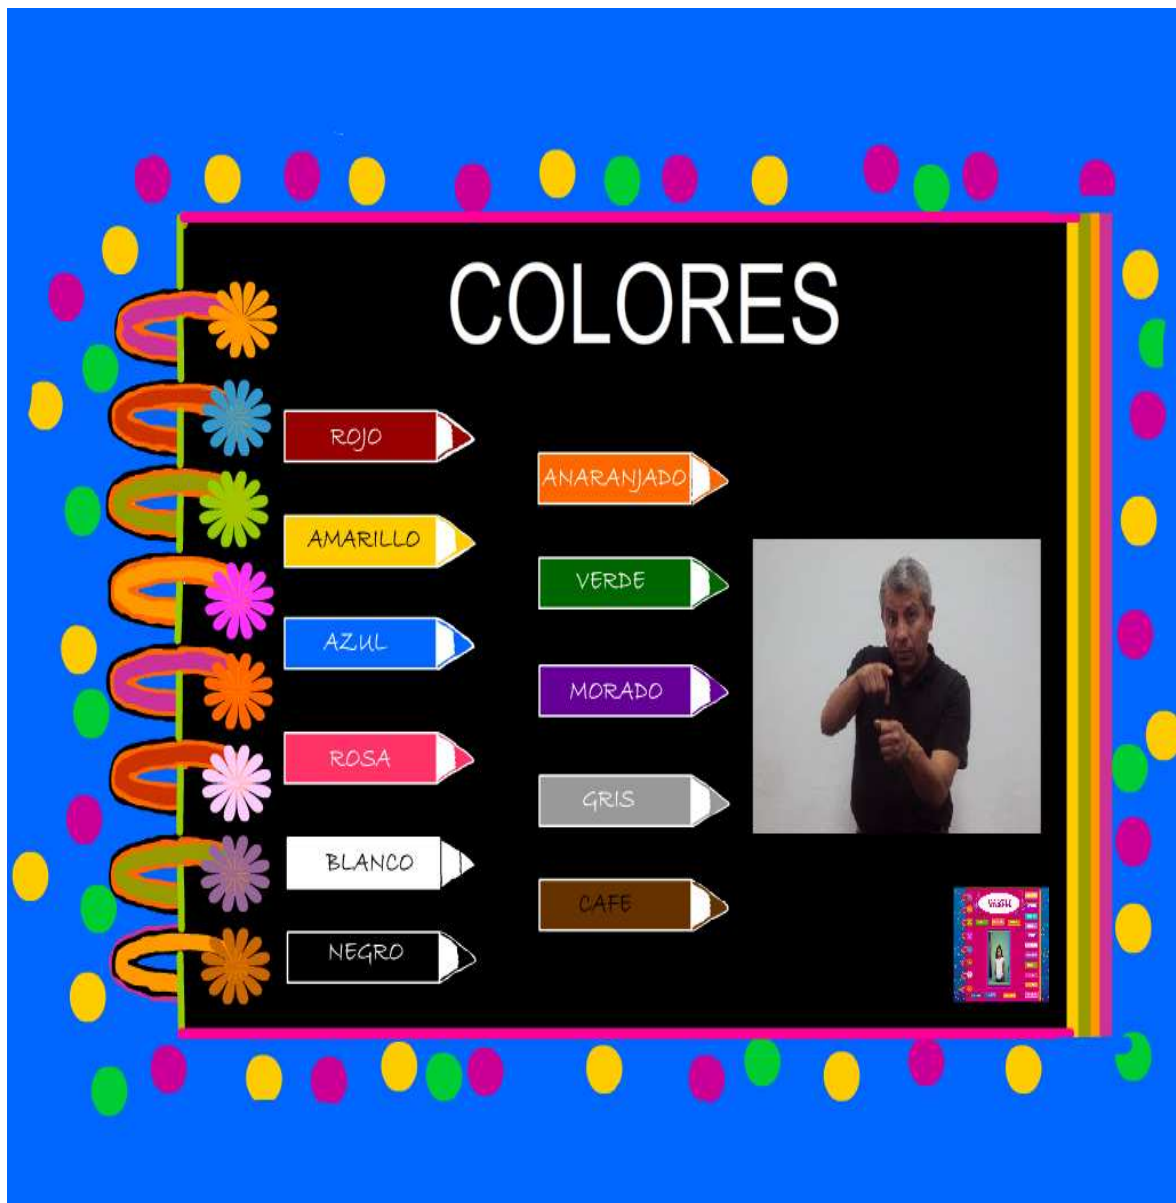 COLORES
ROJO
AMARILLO
AZUL
ROSA
BLANCO
NEGRO
ANARANJADO
VERDE
MORADO
GRIS
CAFE